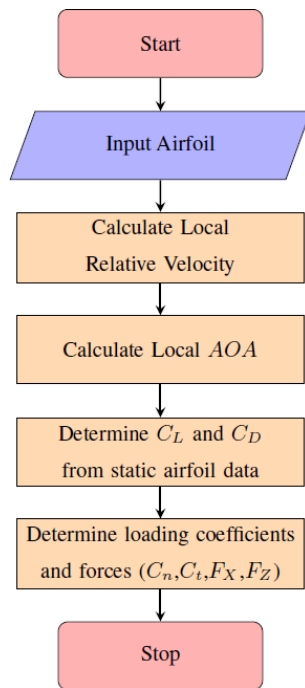 Start
Input Airfoil
Calculate Local
Relative Velocity
Calculate Local AOA
Determine C_L and C_D
from static airfoil data
Determine loading coefficients
and forces (C_n,C_t,F_X,F_Z)
Stop